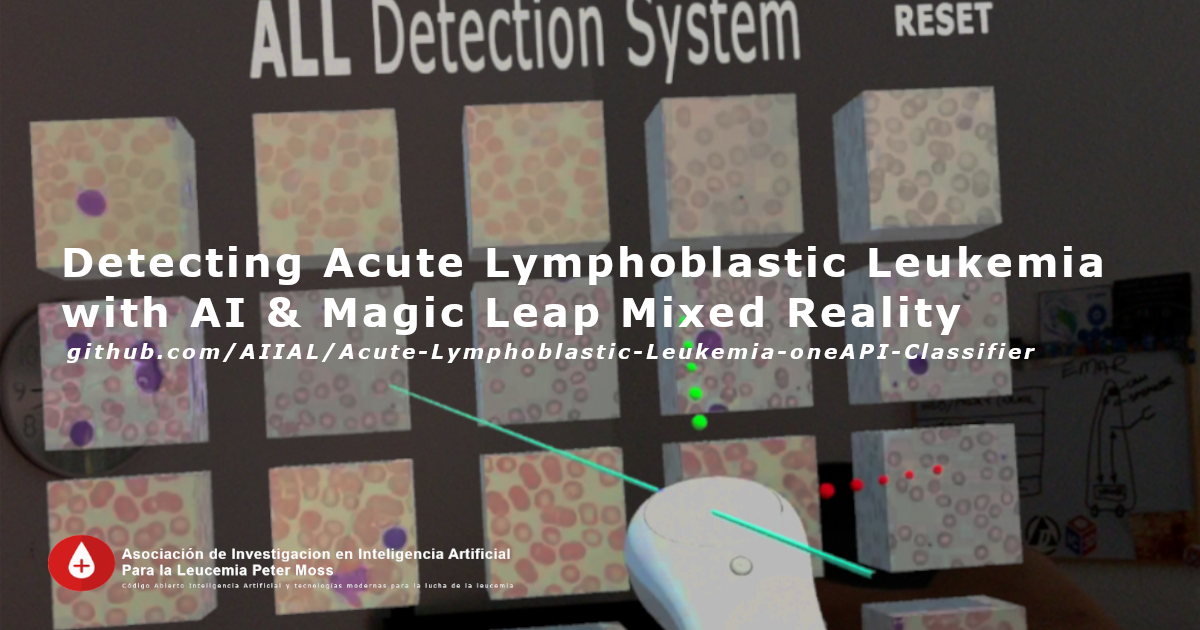 ALL Detection System
RESET
Detecting Acute Lymphoblastic Leukemia
with AI & Magic Leap Mixed Reality
github.com/AIIAL/Acute-Lymphoblastic-Leukemia-oneAPI-Classifier
EMAR
Asociación de Investigacion en Inteligencia Artificial
Para la Leucemia Peter Moss
Código Abierto Inteligencia Artificial y tecnologías modernas para la lucha de la leucemia